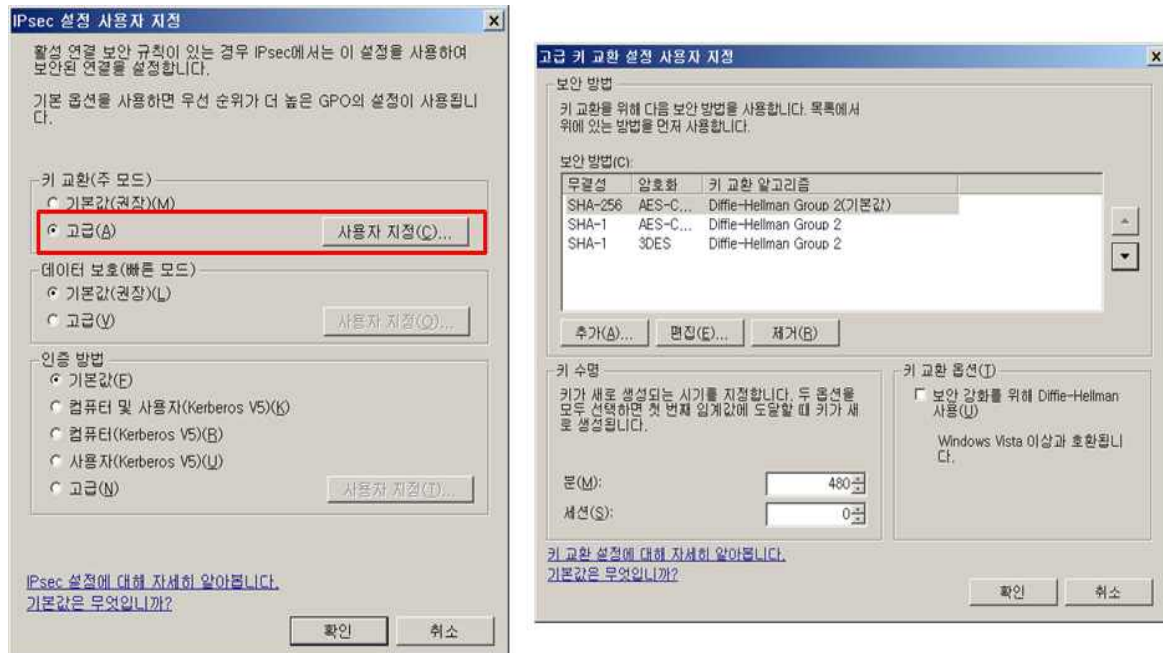 IPsec 설정 사용자 지정
활성 연결 보안 규칙이 있는 경우 IPsec에서는 이 설정을 사용하여
보안된 연결을 설정합니다.
기본 옵션을 사용하면 우선 순위가 더 높은 GPO의 설정이 사용됩니
다.
키 교환(주 모드)
기본값(권장)(M)
고급(A)
사용자 지정(C)...
데이터 보호(빠른 모드)
기본값(권장)(L)
고급(V)
사용자 지정(O)...
인증 방법
기본값(F)
컴퓨터 및 사용자(Kerberos V5)(K)
컴퓨터(Kerberos V5)(R)
사용자(Kerberos V5)(U)
고급(N)
사용자 지정(T)...
IPsec 설정에 대해 자세히 알아봅니다.
기본값은 무엇입니까?
확인
취소
고급 키 교환 설정 사용자 지정
보안 방법
키 교환을 위해 다음 보안 방법을 사용합니다. 목록에서
위에 있는 방법을 먼저 사용합니다.
보안 방법(C):
무결성 암호화 키 교환 알고리즘
SHA-256 AES-C... Diffie-Hellman Group 2(기본값)
SHA-1 AES-C... Diffie-Hellman Group 2
SHA-1 3DES Diffie-Hellman Group 2
추가(A)...
편집(E)...
제거(R)
키 수명
키가 새로 생성되는 시기를 지정합니다. 두 옵션을
모두 선택하면 첫 번째 임계값에 도달할 때 키가 새
로 생성됩니다.
분(M): 480
세션(S): 0
키 교환 옵션(T)
보안 강화를 위해 Diffie-Hellman
사용(U)
Windows Vista 이상과 호환됩니
다.
키 교환 설정에 대해 자세히 알아봅니다.
기본값은 무엇입니까?
확인
취소